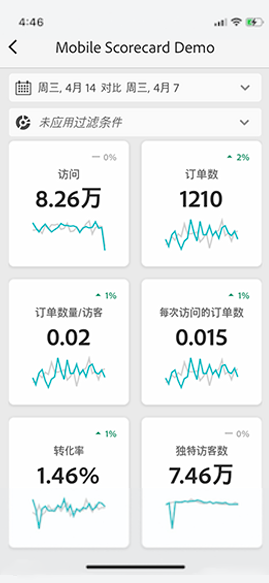 4:46
Mobile Scorecard Demo
周三, 4月 14 对比 周三, 4月 7
未应用过滤条件
0%
访问
8.26万
2%
订单数
1210
1%
订单数量/访客
0.02
1%
每次访问的订单数
0.015
1%
转化率
1.46%
0%
独特访客数
7.46万